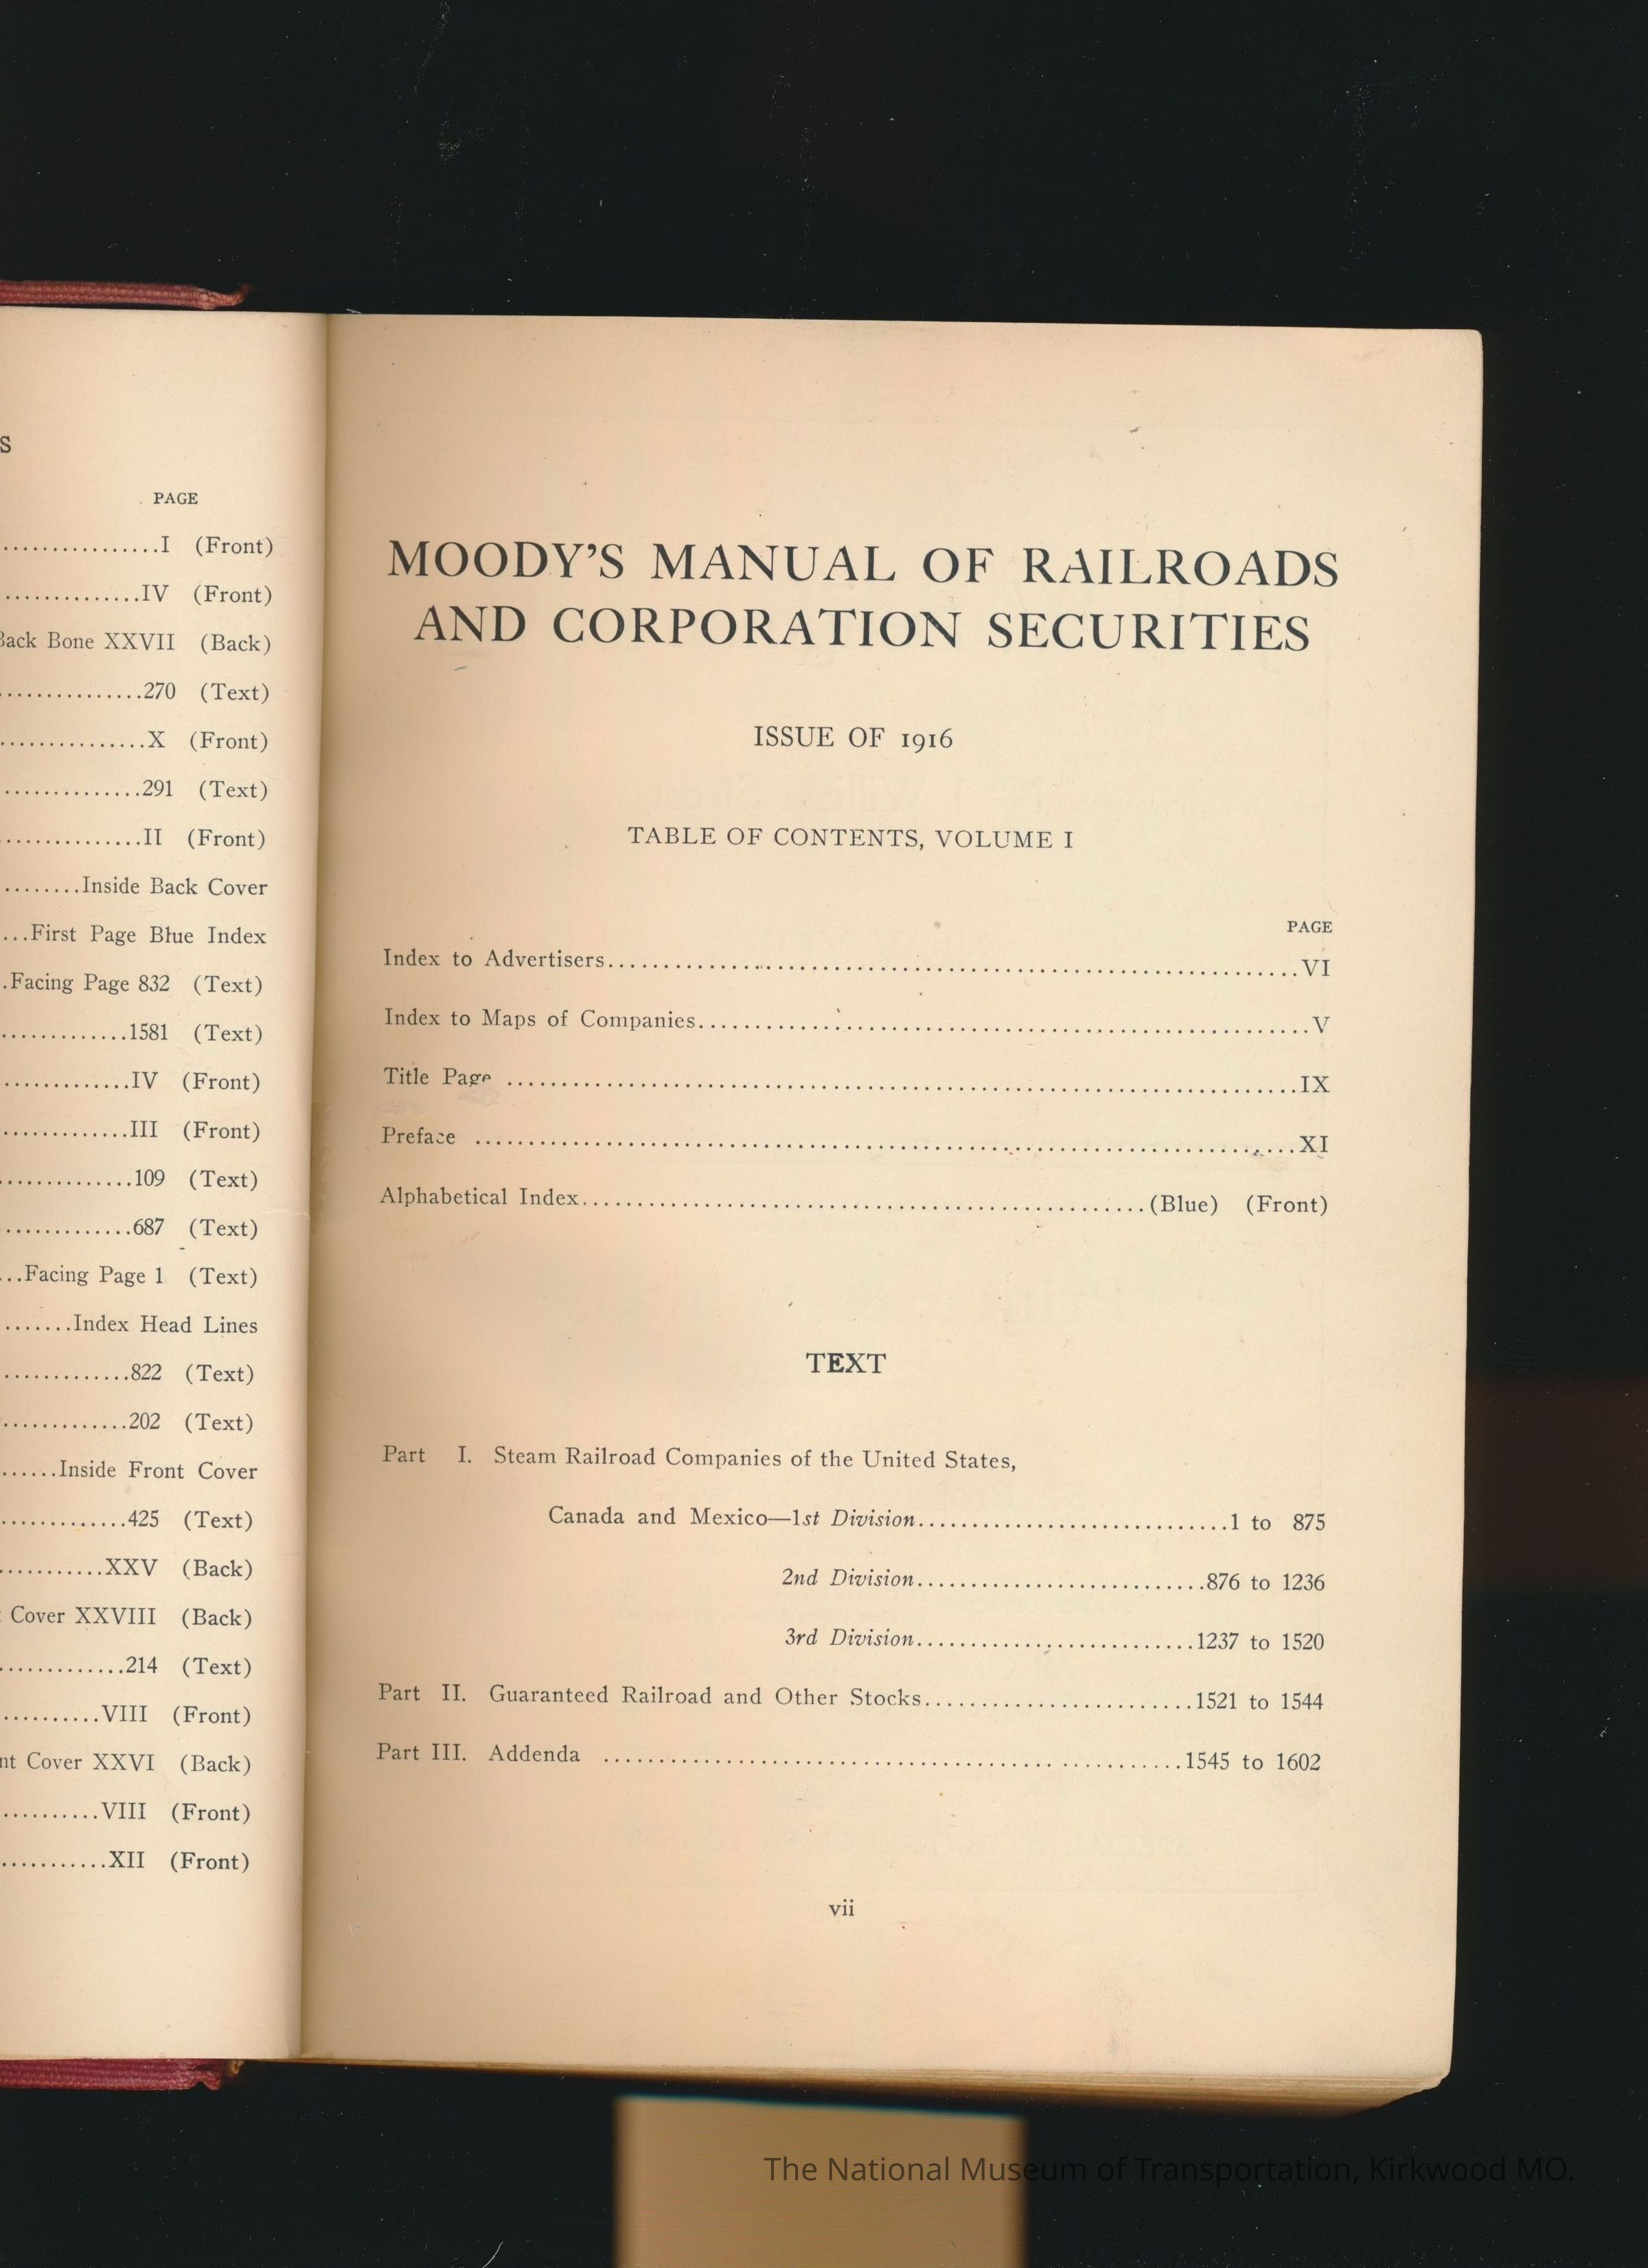 S
PAGE
................I (Front)
..............IV (Front)
Back Bone XXVII (Back)
...............270 (Text)
...............X (Front)
..............291 (Text)
...............II (Front)
........Inside Back Cover
...First Page Blue Index
.Facing Page 832 (Text)
.............1581 (Text)
.............IV (Front)
.............III (Front)
..............109 (Text)
.............687 (Text)
...Facing Page 1 (Text)
.......Index Head Lines
.............822 (Text)
.............202 (Text)
......Inside Front Cover
.............425 (Text)
...........XXV (Back)
Cover XXVIII (Back)
.............214 (Text)
..........VIII (Front)
nt Cover XXVI (Back)
..........VIII (Front)
...........XII (Front)
MOODY'S MANUAL OF RAILROADS
AND CORPORATION SECURITIES
ISSUE OF 1916
TABLE OF CONTENTS, VOLUME I
PAGE
Index to Advertisers..........VI
Index to Maps of Companies..........V
Title Page ..........IX
Preface ..........XI
Alphabetical Index..........(Blue) (Front)
TEXT
Part I. Steam Railroad Companies of the United States,
Canada and Mexico—1st Division..........1 to 875
2nd Division..........876 to 1236
3rd Division..........1237 to 1520
Part II. Guaranteed Railroad and Other Stocks..........1521 to 1544
Part III. Addenda ..........1545 to 1602
vii
The National Museum of Transportation, Kirkwood MO.